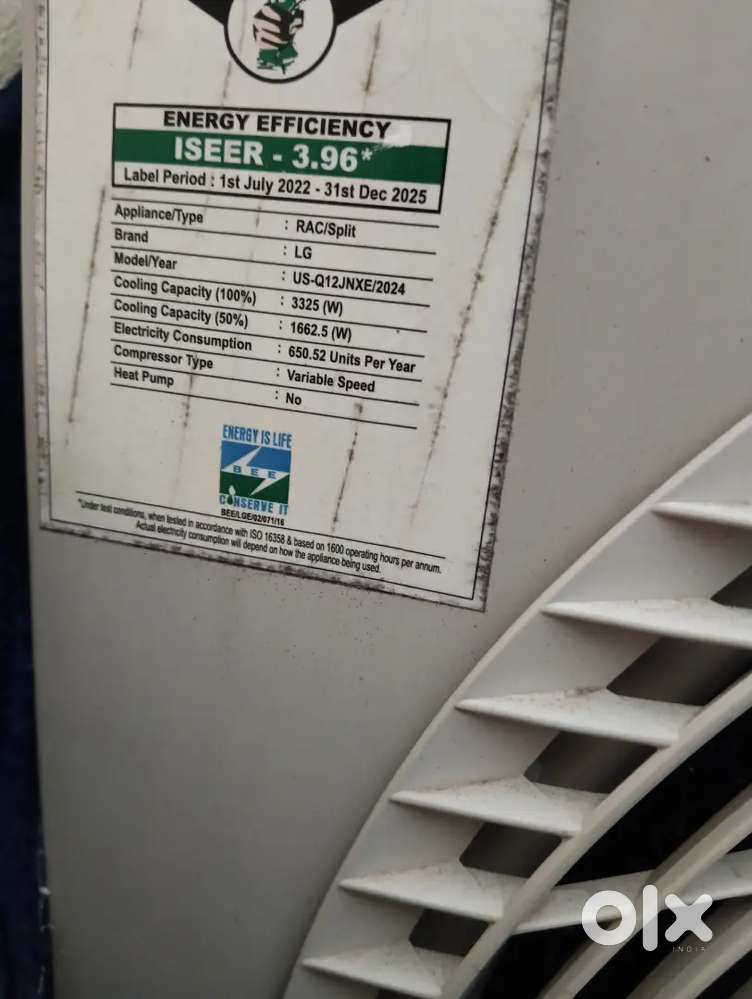 ENERGY EFFICIENCY
ISEER - 3.96*
Label Period : 1st July 2022 - 31st Dec 2025
Appliance/Type : RAC/Split
Brand : LG
Model/Year : US-Q12JNXE/2024
Cooling Capacity (100%) : 3325 (W)
Cooling Capacity (50%) : 1662.5 (W)
Electricity Consumption : 650.52 Units Per Year
Compressor Type : Variable Speed
Heat Pump : No
ENERGY IS LIFE
BEE
CONSERVE IT
BEE/LGE/02/071/16
*Under test conditions, when tested in accordance with ISO 16358 & based on 1600 operating hours per annum.
Actual electricity consumption will depend on how the appliance being used.
olx
INDIA